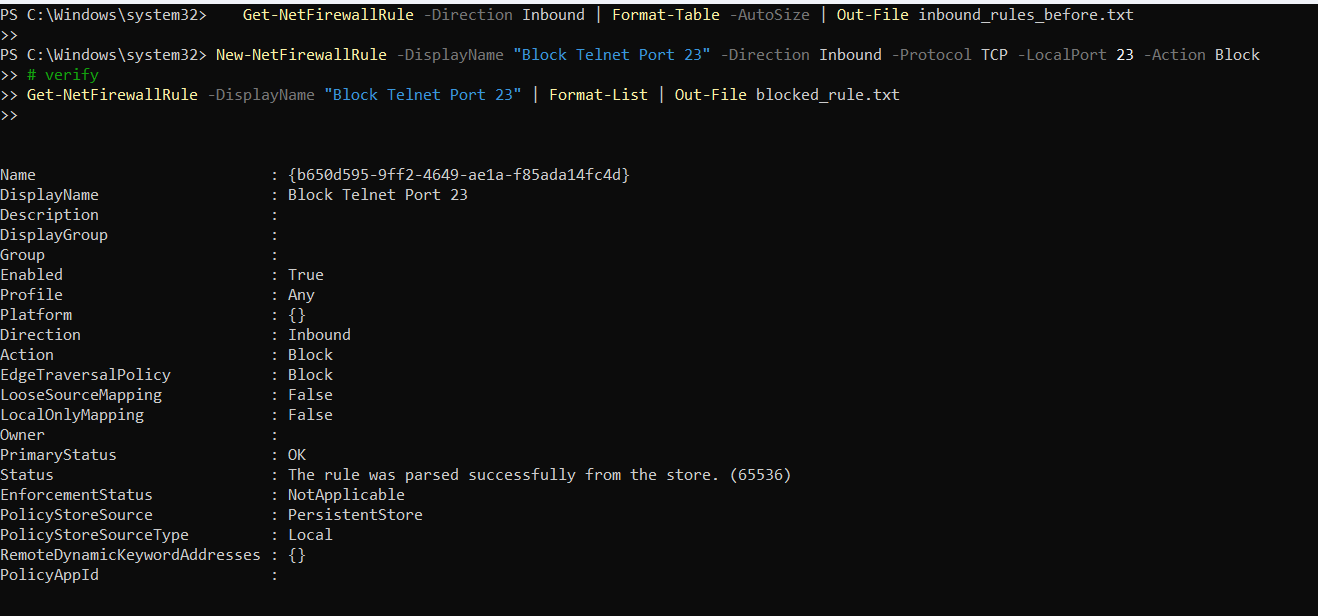 PS C:\Windows\system32>    Get-NetFirewallRule -Direction Inbound | Format-Table -AutoSize | Out-File inbound_rules_before.txt
>>
PS C:\Windows\system32> New-NetFirewallRule -DisplayName "Block Telnet Port 23" -Direction Inbound -Protocol TCP -LocalPort 23 -Action Block
>> # verify
>> Get-NetFirewallRule -DisplayName "Block Telnet Port 23" | Format-List | Out-File blocked_rule.txt
>>
Name                          : {b650d595-9ff2-4649-ae1a-f85ada14fc4d}
DisplayName                   : Block Telnet Port 23
Description                   :
DisplayGroup                  :
Group                         :
Enabled                       : True
Profile                       : Any
Platform                      : {}
Direction                     : Inbound
Action                        : Block
EdgeTraversalPolicy           : Block
LooseSourceMapping            : False
LocalOnlyMapping              : False
Owner                         :
PrimaryStatus                 : OK
Status                        : The rule was parsed successfully from the store. (65536)
EnforcementStatus             : NotApplicable
PolicyStoreSource             : PersistentStore
PolicyStoreSourceType         : Local
RemoteDynamicKeywordAddresses : {}
PolicyAppId                   :